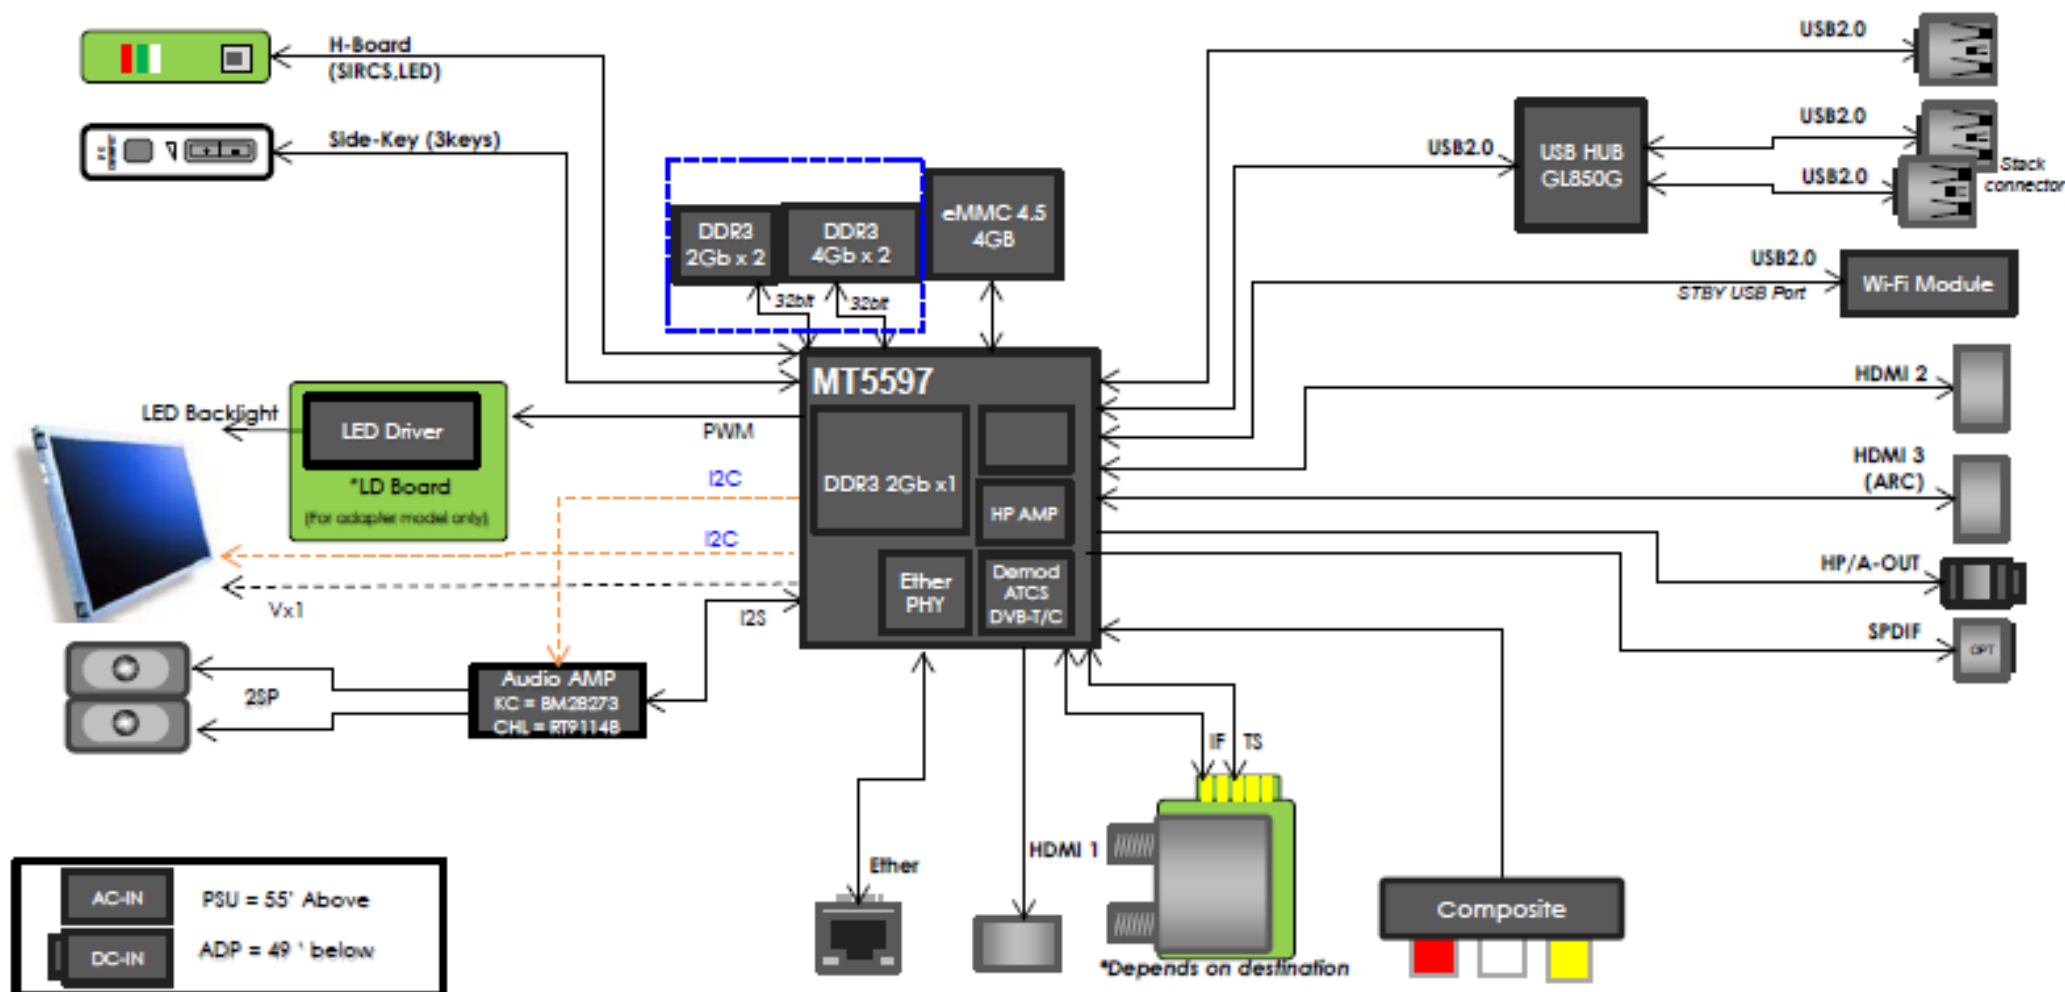 H-Board
(SIRCS,LED)
Side-Key (3keys)
USB2.0
USB2.0
USB2.0
USB HUB
GL850G
USB2.0
Stack
connector
USB2.0
STBY USB Port
Wi-Fi Module
DDR3
2Gb x 2
DDR3
4Gb x 2
eMMC 4.5
4GB
32bit
32bit
MT5597
HDMI 2
HDMI 3
(ARC)
LED Backlight
LED Driver
*LD Board
(For adapter model only)
PWM
I2C
I2C
Vx1
I2S
DDR3 2Gb x1
HP AMP
Ether
PHY
Demod
ATCS
DVB-T/C
HP/A-OUT
SPDIF
OPT
2SP
Audio AMP
KC = BM28273
CHL = RT9114B
IF
TS
Ether
HDMI 1
*Depends on destination
Composite
AC-IN
PSU = 55' Above
DC-IN
ADP = 49 ' below